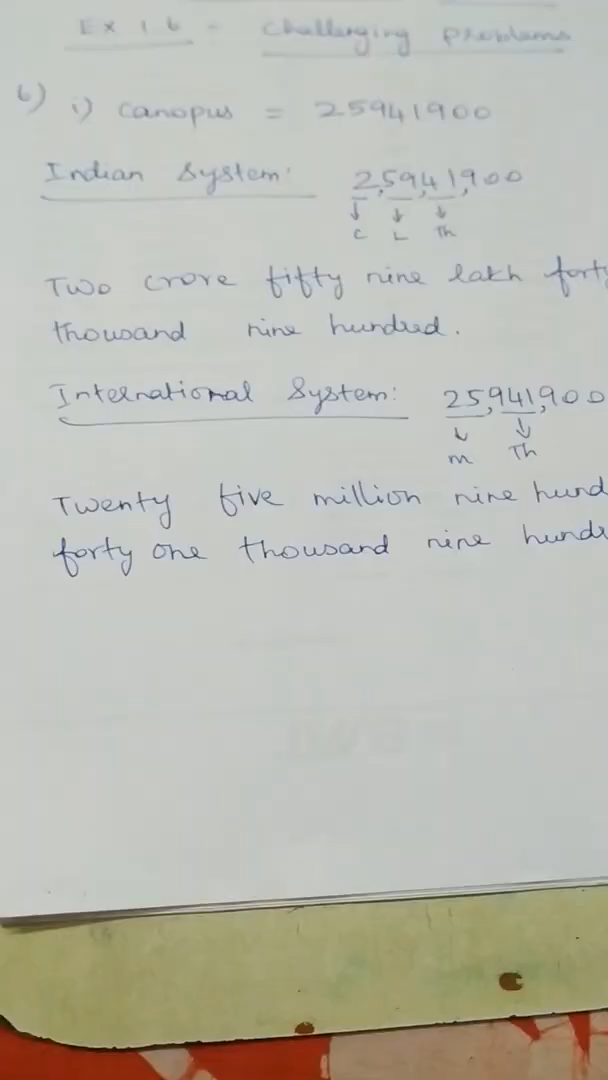 Ex 1.6 - Challenging Problems
6) i) Canopus = 25941900
Indian System: 2,59,41,900
C L Th
Two crore fifty nine lakh forty
thousand nine hundred.
International System: 25,941,900
m Th
Twenty five million nine hund
forty one thousand nine hundr